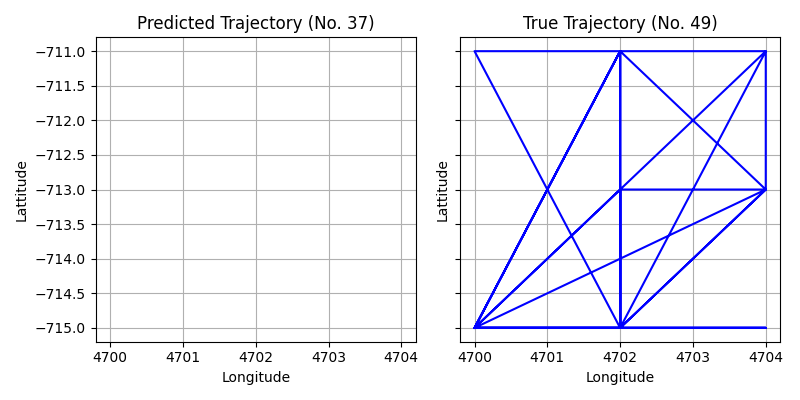 Predicted Trajectory (No. 37)
Lattitude
−711.0
−711.5
−712.0
−712.5
−713.0
−713.5
−714.0
−714.5
−715.0
4700 4701 4702 4703 4704
Longitude
True Trajectory (No. 49)
Lattitude
4700 4701 4702 4703 4704
Longitude